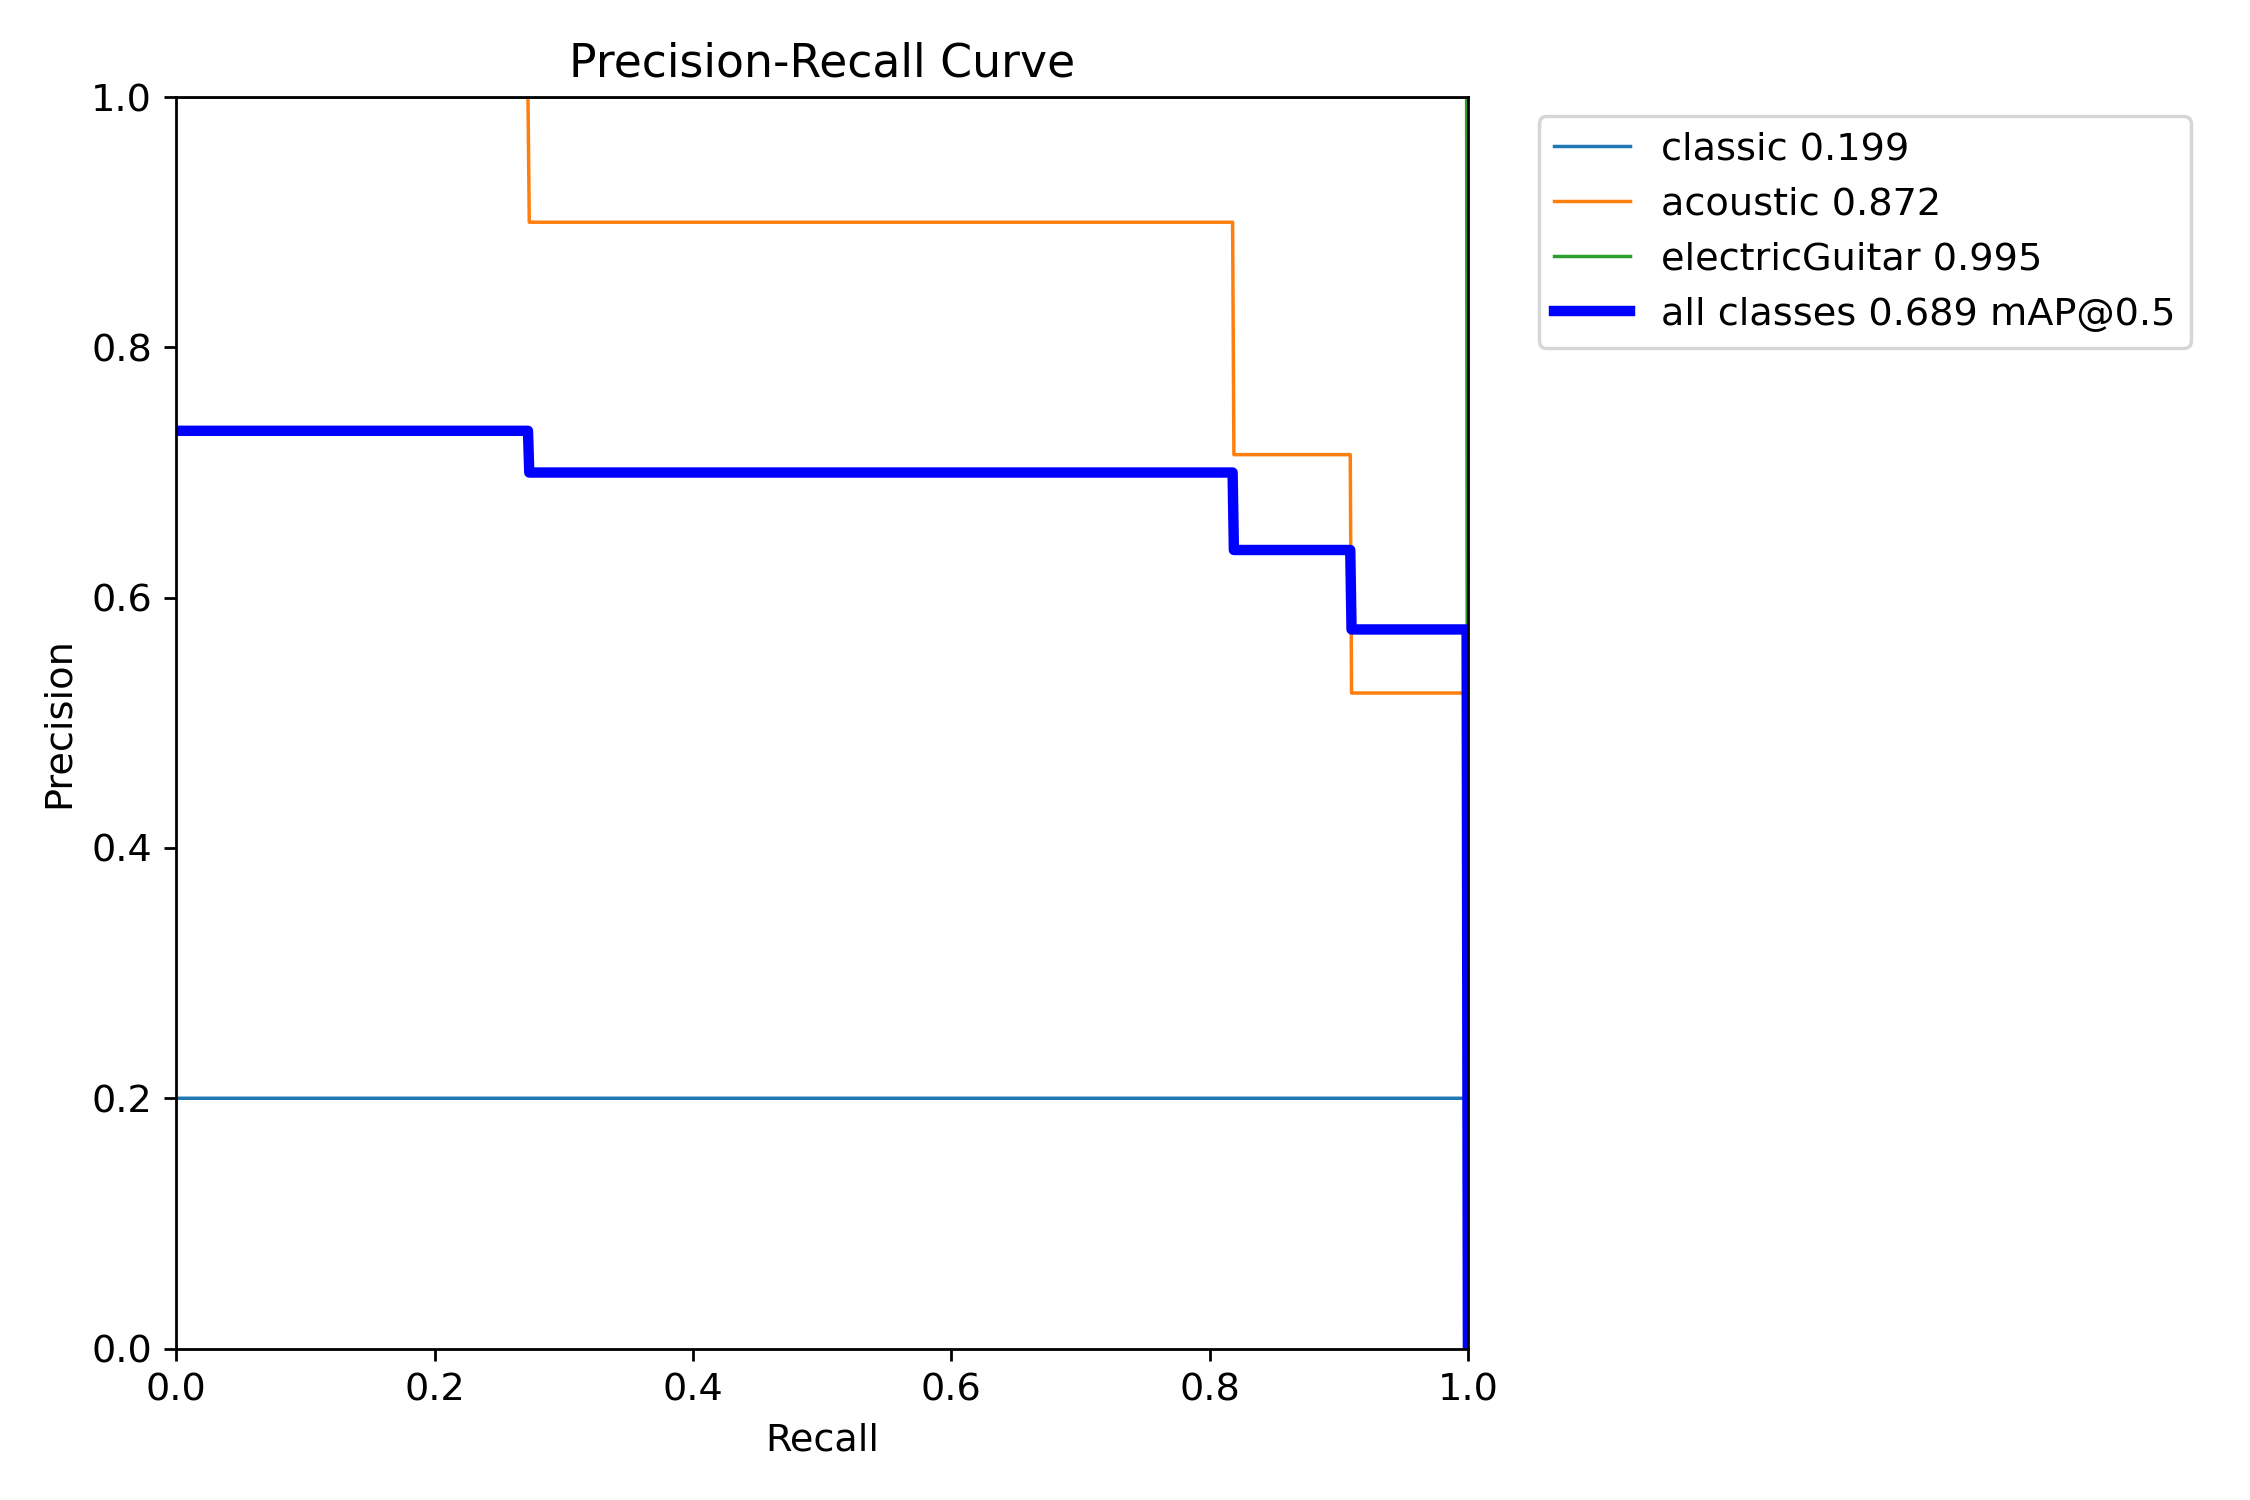 Precision-Recall Curve
1.0
0.8
0.6
0.4
0.2
0.0
Precision
0.0 0.2 0.4 0.6 0.8 1.0
Recall
classic 0.199
acoustic 0.872
electricGuitar 0.995
all classes 0.689 mAP@0.5